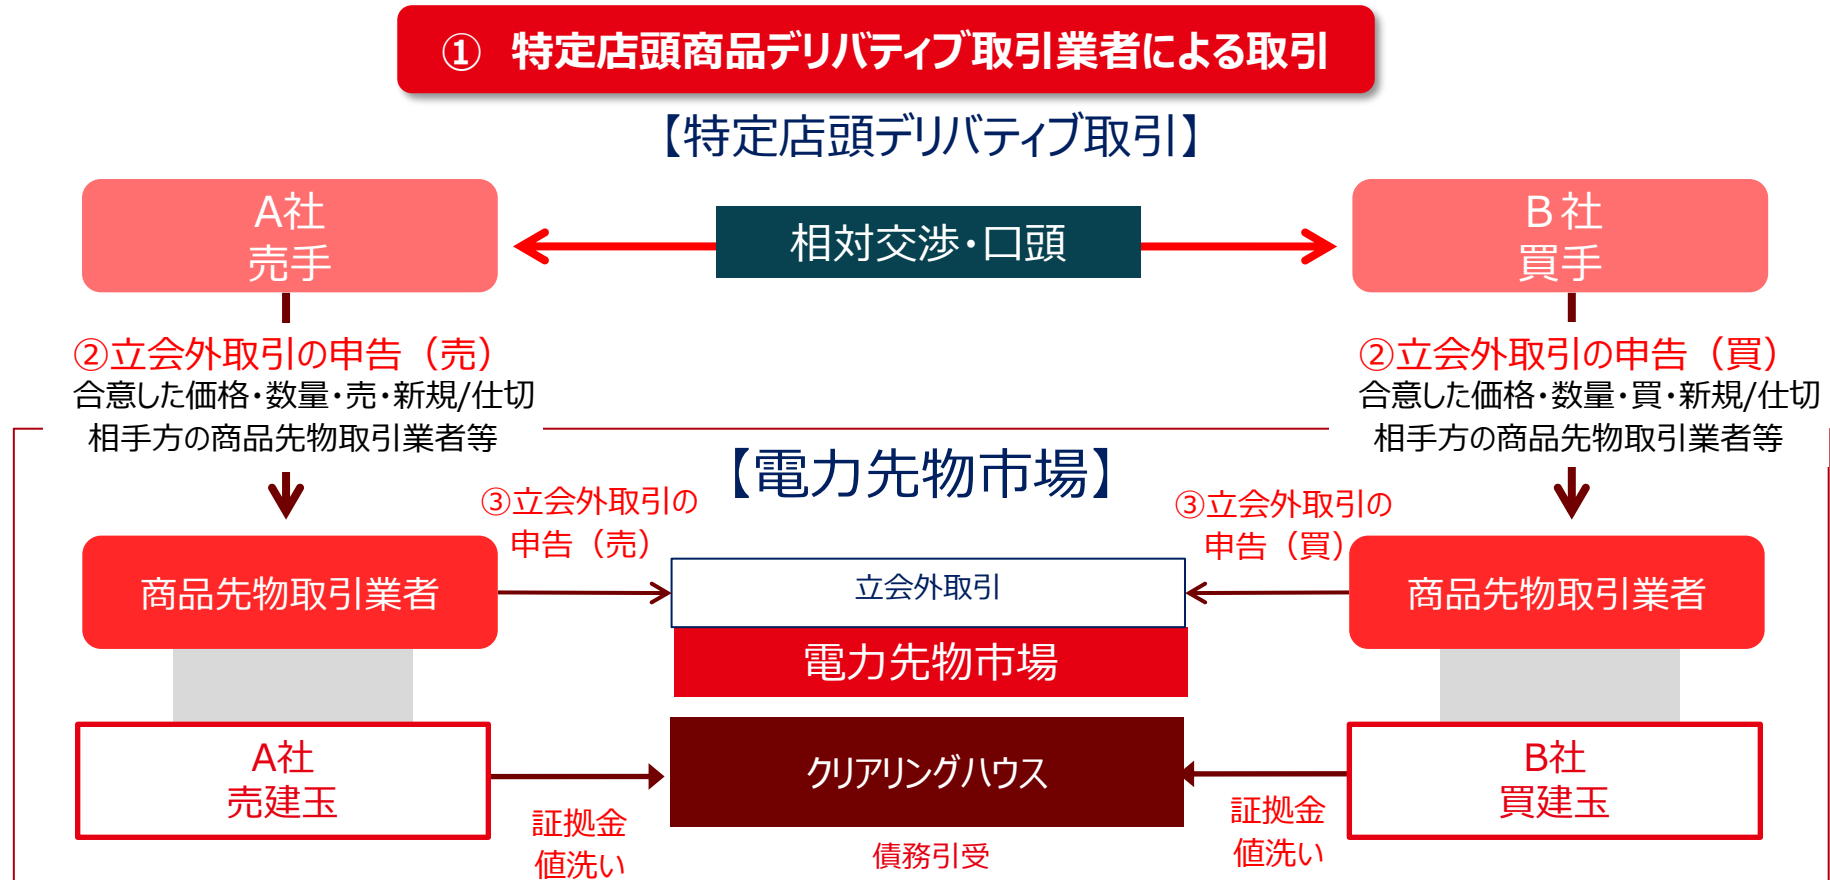 ① 特定店頭商品デリバティブ取引業者による取引
【特定店頭デリバティブ取引】
A社
売手
相対交渉・口頭
B社
買手
②立会外取引の申告（売）
合意した価格・数量・売・新規/仕切
相手方の商品先物取引業者等
②立会外取引の申告（買）
合意した価格・数量・買・新規/仕切
相手方の商品先物取引業者等
【電力先物市場】
③立会外取引の
申告（売）
③立会外取引の
申告（買）
商品先物取引業者
立会外取引
商品先物取引業者
電力先物市場
A社
売建玉
クリアリングハウス
B社
買建玉
証拠金
値洗い
債務引受
証拠金
値洗い